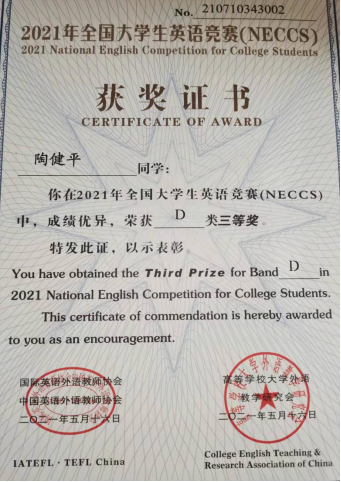 No. 210710343002
2021年全国大学生英语竞赛(NECCS)
2021 National English Competition for College Students
获奖证书
CERTIFICATE OF AWARD
陶健平 同学：
你在2021年全国大学生英语竞赛(NECCS)
中，成绩优异，荣获 D 类三等奖。
特发此证，以示表彰。
You have obtained the Third Prize for Band D in
2021 National English Competition for College Students.
This certificate of commendation is hereby awarded
to you as an encouragement.
国际英语外语教师协会
中国英语外语教师协会
二〇二一年五月十六日
IATEFL · TEFL China
高等学校大学外语
教学研究会
二〇二一年五月十六日
College English Teaching &
Research Association of China